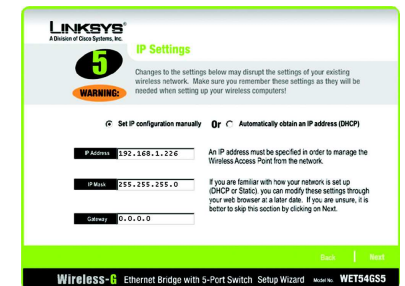 LINKSYS®
A Division of Cisco Systems, Inc.
5
WARNING:
IP Settings
Changes to the settings below may disrupt the settings of your existing
wireless network. Make sure you remember these settings as they will be
needed when setting up your wireless computers!
Set IP configuration manually Or Automatically obtain an IP address (DHCP)
IP Address 192.168.1.226
An IP address must be specified in order to manage the
Wireless Access Point from the network.
IP Mask 255.255.255.0
If you are familiar with how your network is set up
(DHCP or Static), you can modify these settings through
your web browser at a later date. If you are unsure, it is
better to skip this section by clicking on Next.
Gateway 0.0.0.0
Back Next
Wireless-G Ethernet Bridge with 5-Port Switch Setup Wizard Model No. WET54GS5